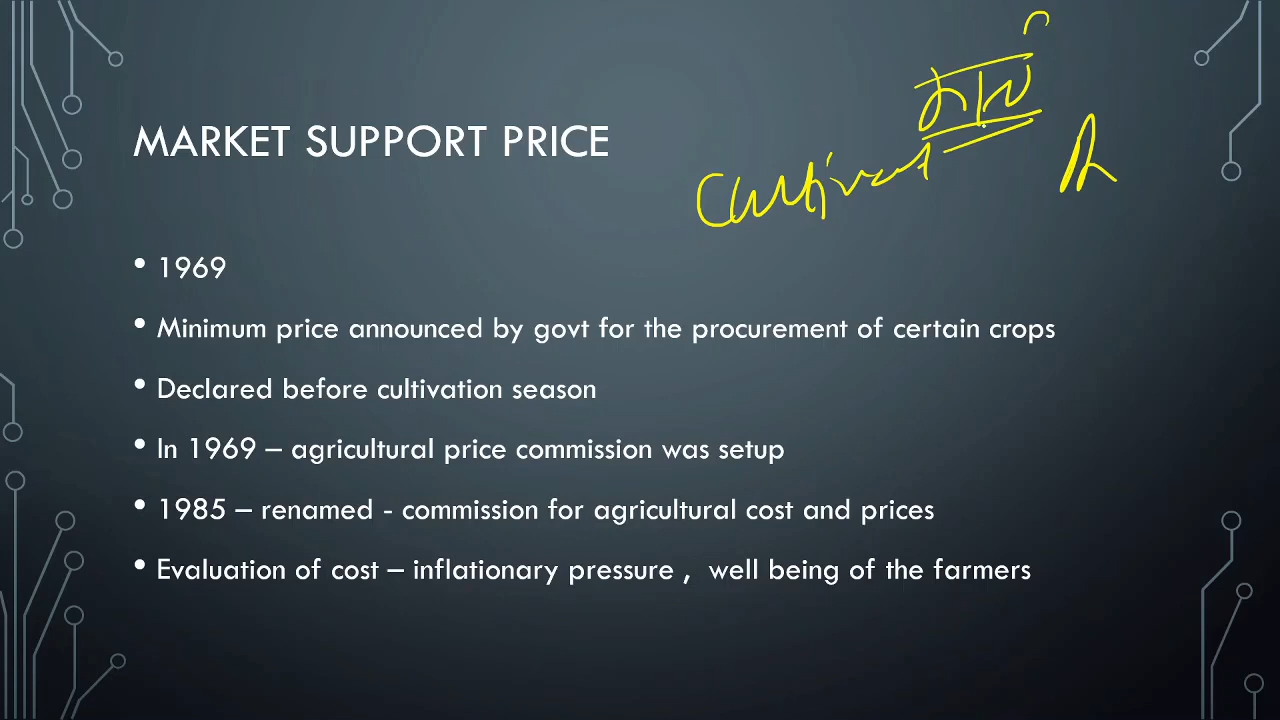 MARKET SUPPORT PRICE
• 1969
• Minimum price announced by govt for the procurement of certain crops
• Declared before cultivation season
• In 1969 – agricultural price commission was setup
• 1985 – renamed - commission for agricultural cost and prices
• Evaluation of cost – inflationary pressure , well being of the farmers